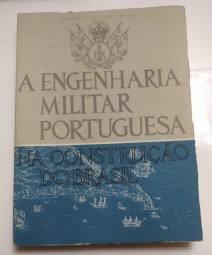 A ENGENHARIA
MILITAR
PORTUGUESA
NA CONSTRUÇÃO
DO BRASIL